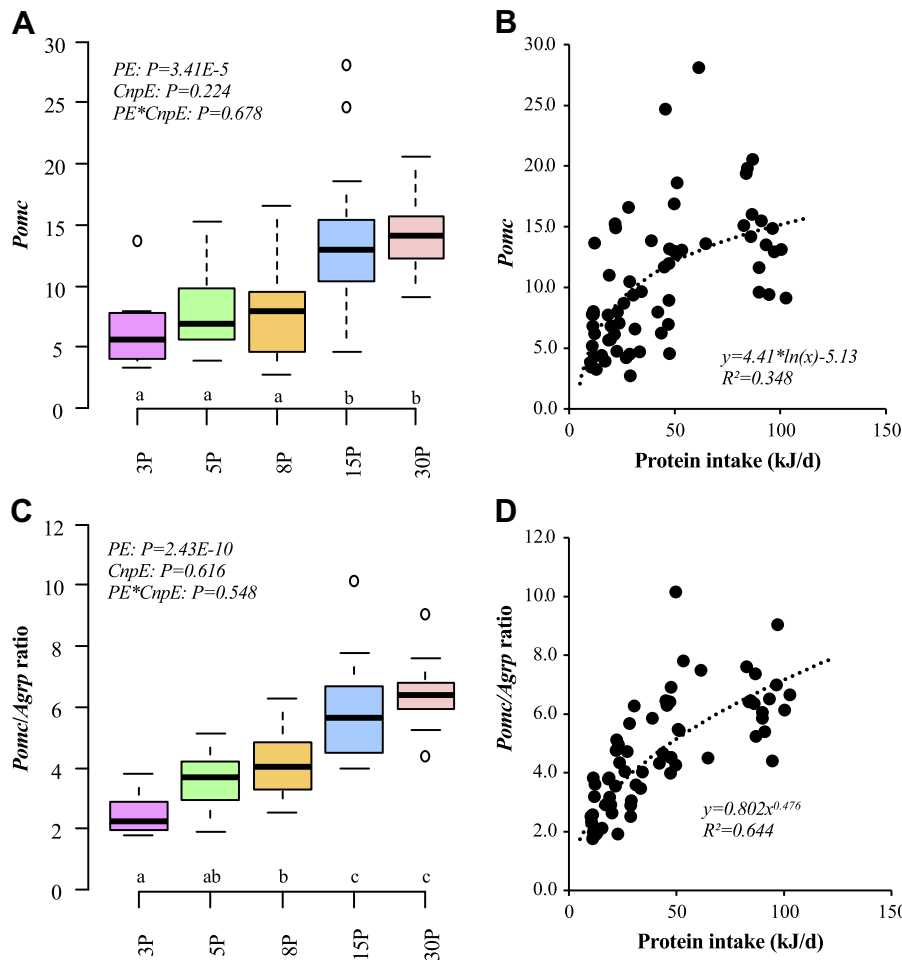 A
30
25
20
15
10
5
0
Pomc
PE: P=3.41E-5
CnpE: P=0.224
PE*CnpE: P=0.678
a a a b b
3P 5P 8P 15P 30P
B
30.0
25.0
20.0
15.0
10.0
5.0
0.0
Pomc
y=4.41*ln(x)-5.13
R²=0.348
0 50 100 150
Protein intake (kJ/d)
C
12
10
8
6
4
2
0
Pomc/Agrp ratio
PE: P=2.43E-10
CnpE: P=0.616
PE*CnpE: P=0.548
a ab b c c
3P 5P 8P 15P 30P
D
12.0
10.0
8.0
6.0
4.0
2.0
0.0
Pomc/Agrp ratio
y=0.802x^0.476
R²=0.644
0 50 100 150
Protein intake (kJ/d)